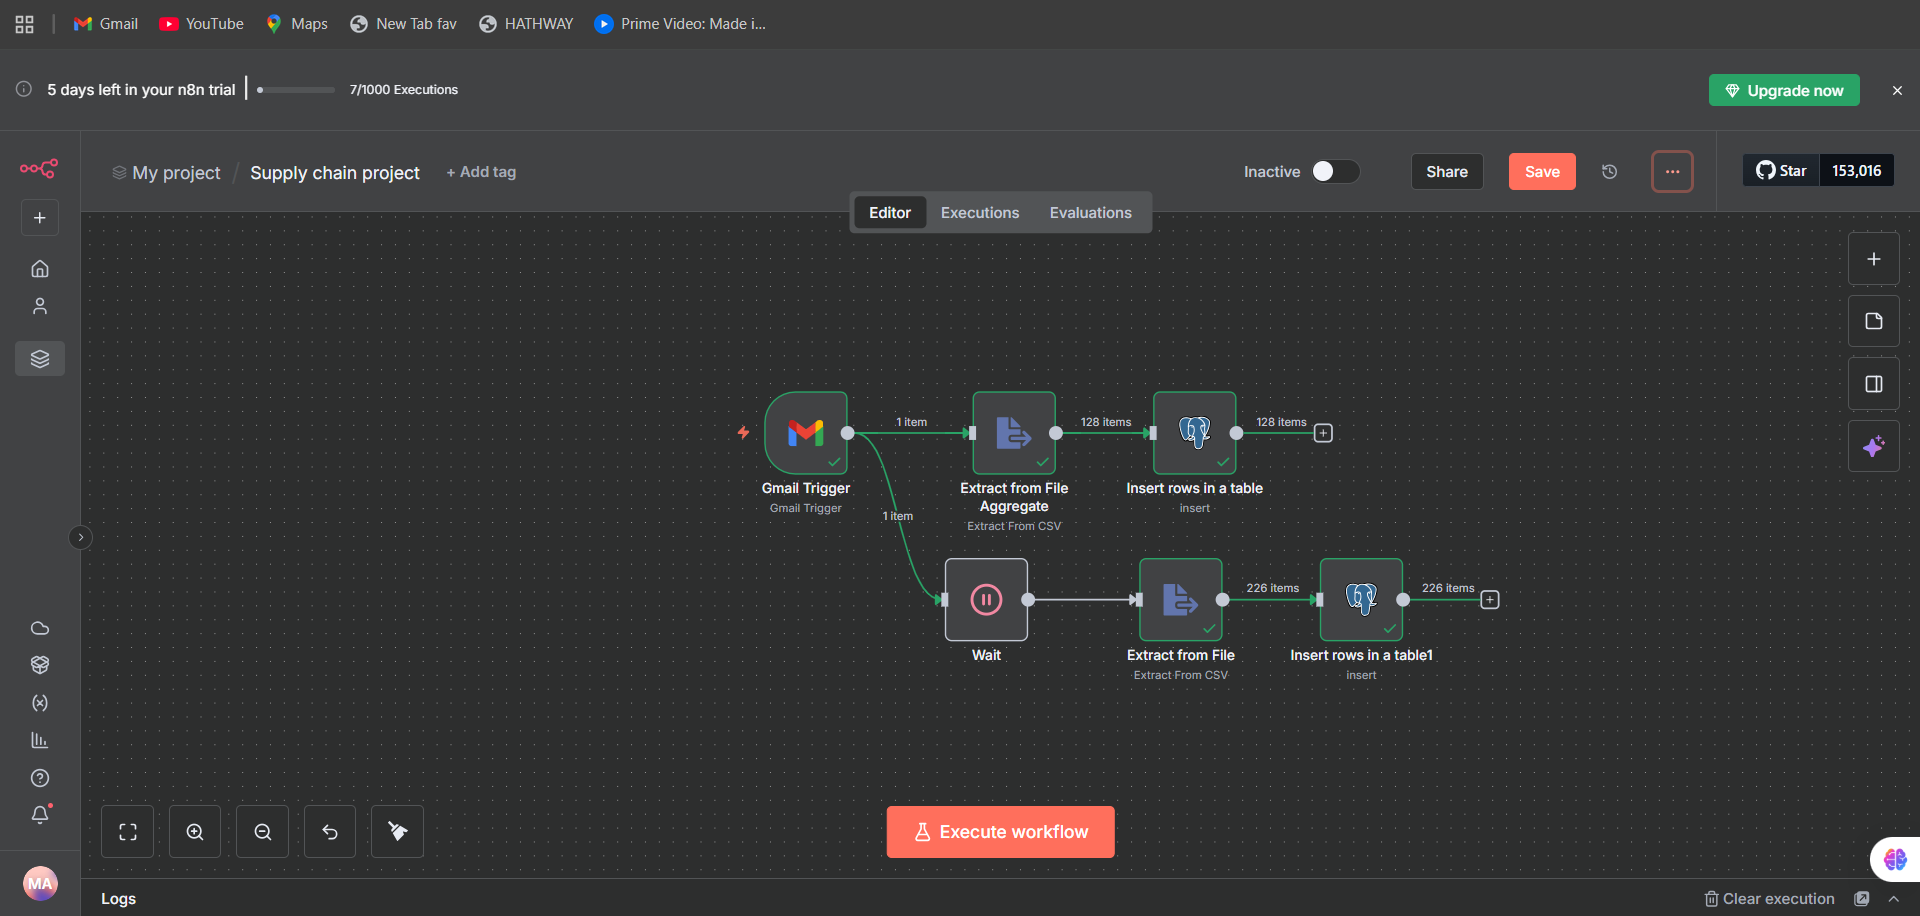 Gmail YouTube Maps New Tab fav HATHWAY Prime Video: Made i...
5 days left in your n8n trial 7/1000 Executions Upgrade now
My project / Supply chain project + Add tag Inactive Share Save ... Star 153,016
Editor Executions Evaluations
1 item 128 items 128 items
Gmail Trigger
Gmail Trigger
Extract from File
Aggregate
Extract From CSV
Insert rows in a table
insert
1 item
226 items 226 items
Wait
Extract from File
Extract From CSV
Insert rows in a table1
insert
Execute workflow
MA
Logs Clear execution